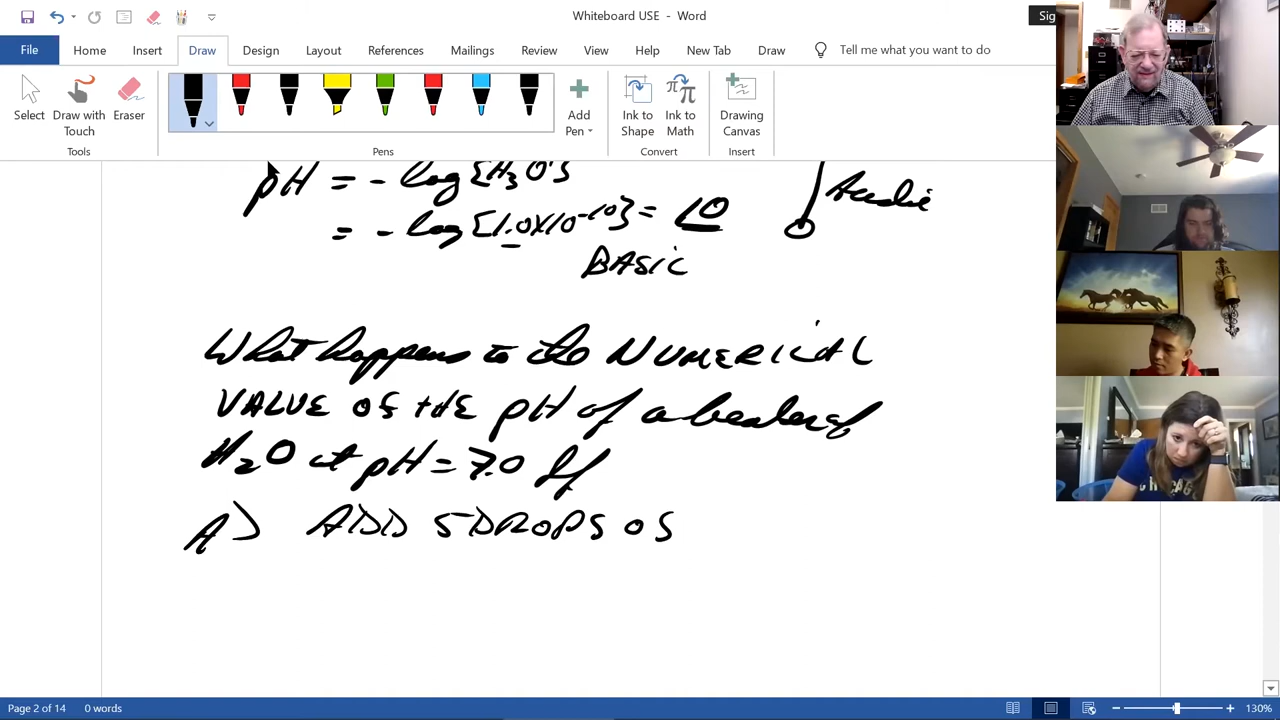 Whiteboard USE - Word
Sig
File Home Insert Draw Design Layout References Mailings Review View Help New Tab Draw Tell me what you want to do
Select Draw with Touch Eraser Add Pen Ink to Shape Ink to Math Drawing Canvas
Tools Pens Convert Insert
pH = - log [H3O+]
= - log [1.0x10-10] = 10
BASIC
What happens to the NUMERICAL
VALUE OF THE pH of a beaker of
H2O at pH = 7.0 If
A) ADD 5 DROPS OF
CHICAGO
Page 2 of 14 0 words 130%